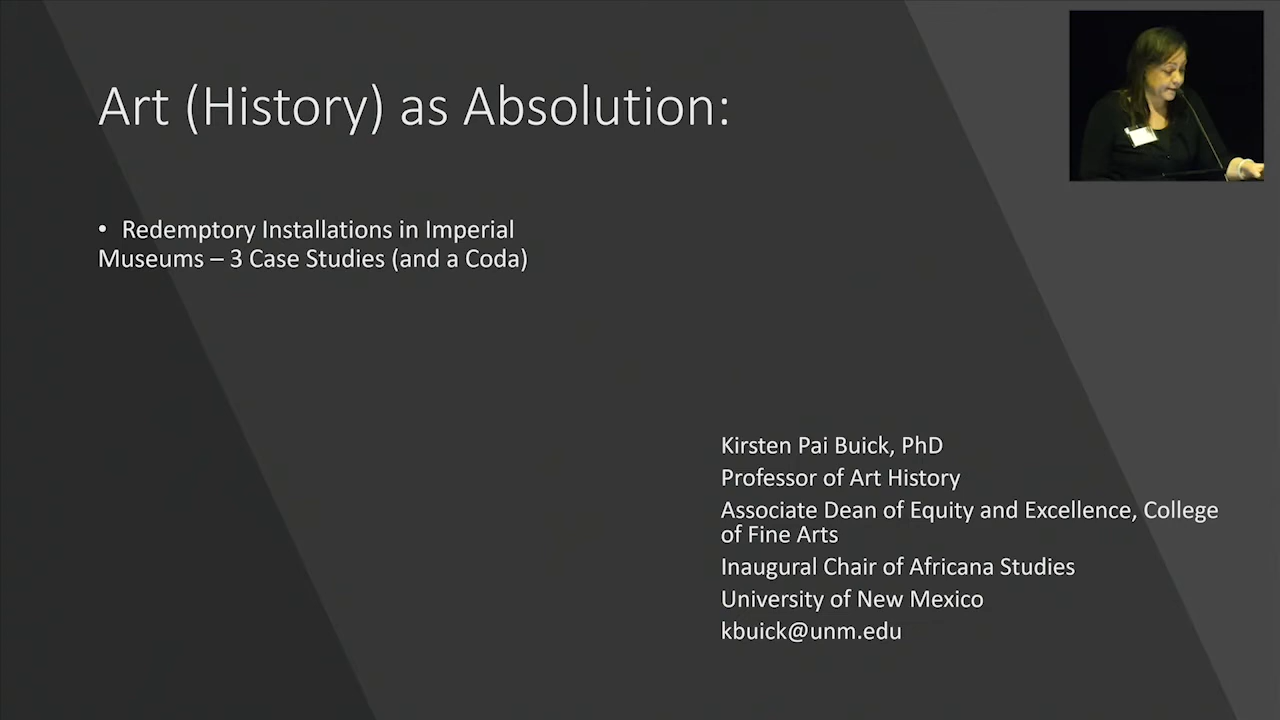 Art (History) as Absolution:
• Redemptory Installations in Imperial
Museums – 3 Case Studies (and a Coda)
Kirsten Pai Buick, PhD
Professor of Art History
Associate Dean of Equity and Excellence, College
of Fine Arts
Inaugural Chair of Africana Studies
University of New Mexico
kbuick@unm.edu